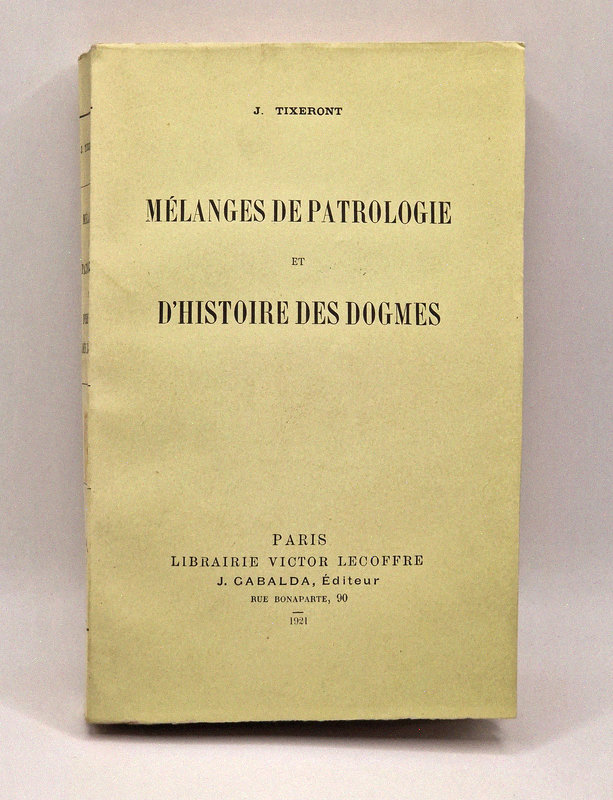 J. TIXERONT
MÉLANGES DE PATROLOGIE
ET
D'HISTOIRE DES DOGMES
PARIS
LIBRAIRIE VICTOR LECOFFRE
J. GABALDA, Éditeur
RUE BONAPARTE, 90
1921